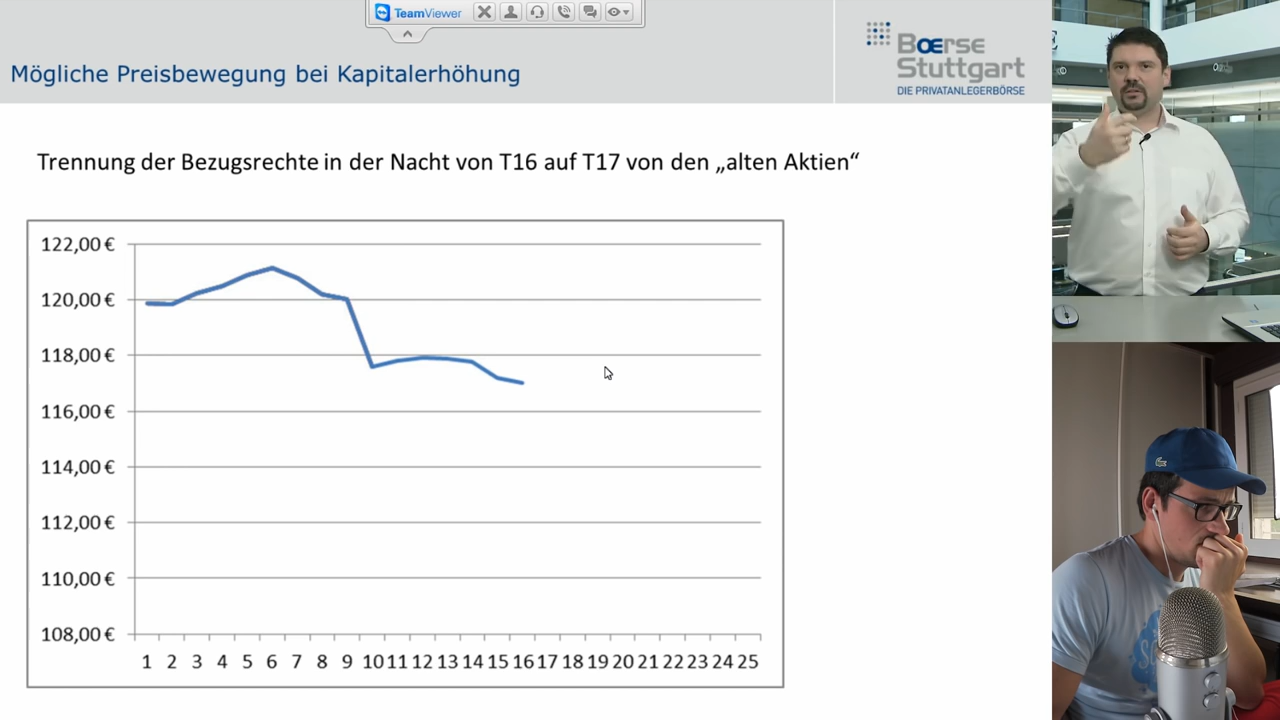 TeamViewer
Mögliche Preisbewegung bei Kapitalerhöhung
Bœrse
Stuttgart
DIE PRIVATANLEGERBÖRSE
Trennung der Bezugsrechte in der Nacht von T16 auf T17 von den „alten Aktien“
122,00 €
120,00 €
118,00 €
116,00 €
114,00 €
112,00 €
110,00 €
108,00 €
1 2 3 4 5 6 7 8 9 10 11 12 13 14 15 16 17 18 19 20 21 22 23 24 25